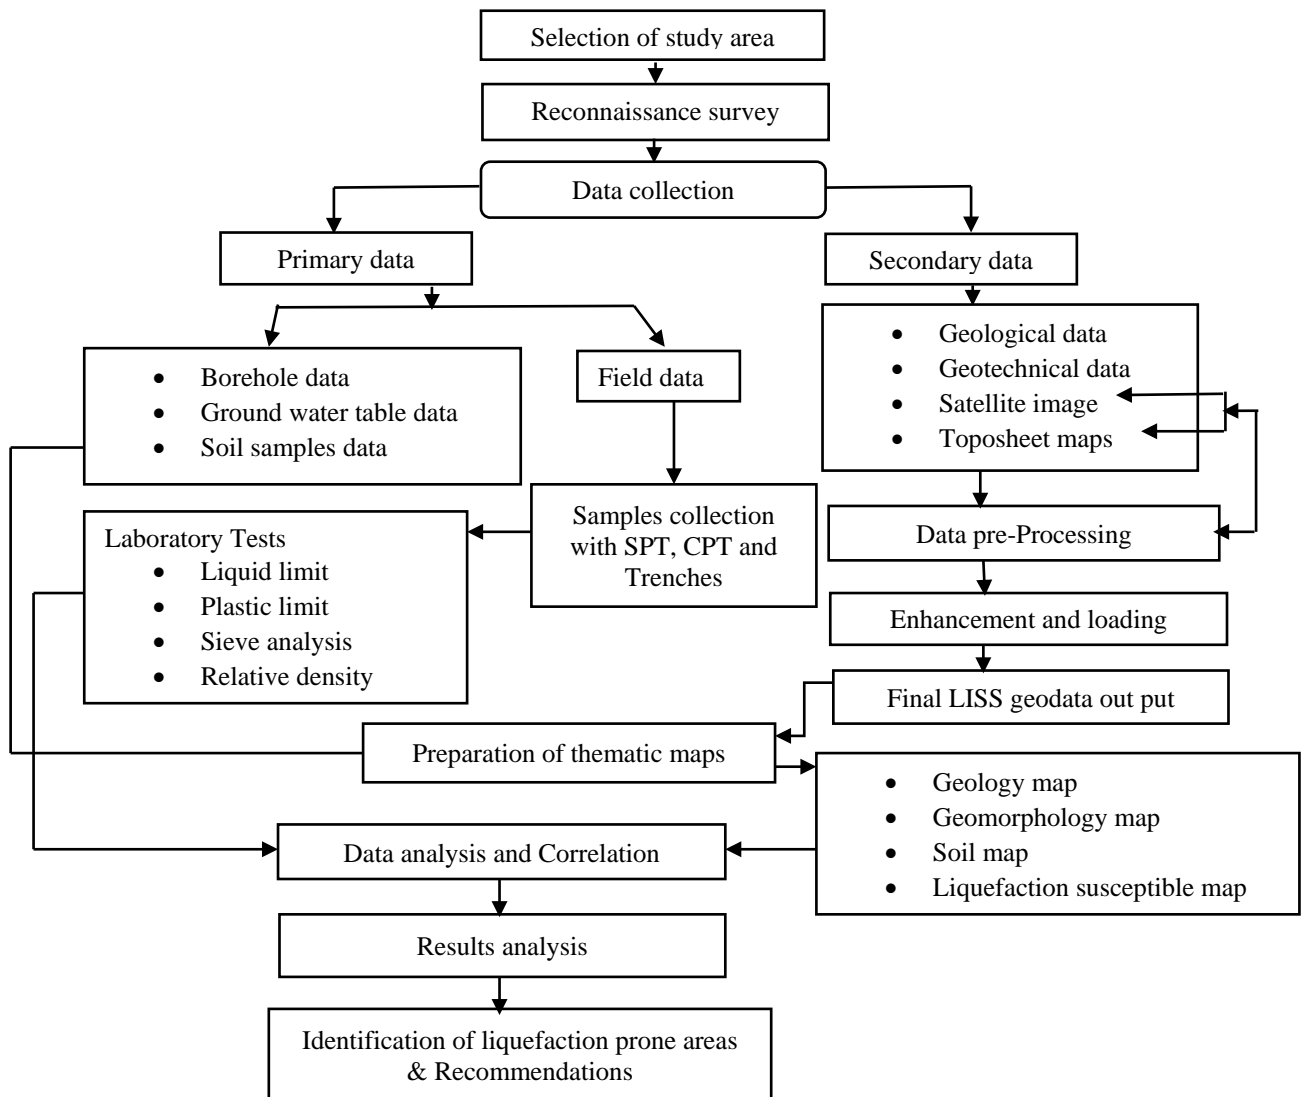 Selection of study area
Reconnaissance survey
Data collection
Primary data
Secondary data
• Borehole data
• Ground water table data
• Soil samples data
Field data
• Geological data
• Geotechnical data
• Satellite image
• Toposheet maps
Laboratory Tests
• Liquid limit
• Plastic limit
• Sieve analysis
• Relative density
Samples collection
with SPT, CPT and
Trenches
Data pre-Processing
Enhancement and loading
Final LISS geodata out put
Preparation of thematic maps
• Geology map
• Geomorphology map
• Soil map
• Liquefaction susceptible map
Data analysis and Correlation
Results analysis
Identification of liquefaction prone areas
& Recommendations